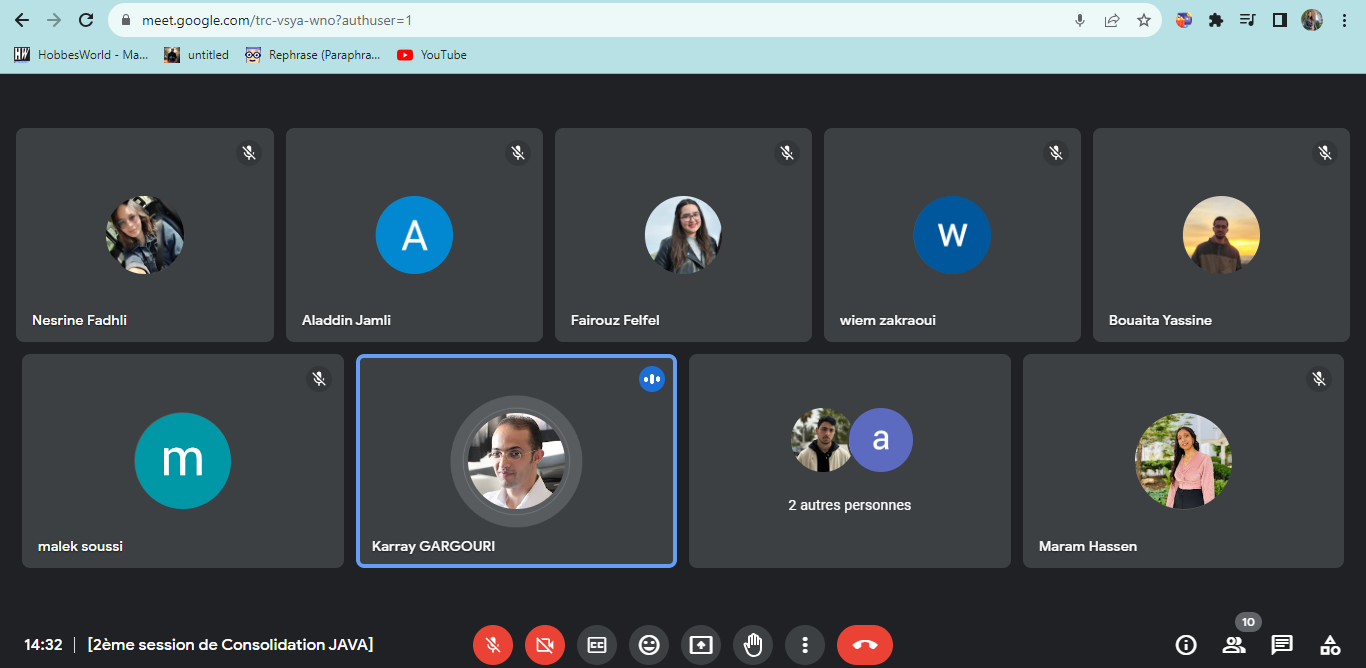 meet.google.com/trc-vsya-wno?authuser=1
HobbesWorld - Ma... untitled Rephrase (Paraphra... YouTube
Nesrine Fadhli
A
Aladdin Jamli
Fairouz Felfel
w
wiem zakraoui
Bouaita Yassine
m
malek soussi
Karray GARGOURI
a
2 autres personnes
Maram Hassen
14:32 | [2ème session de Consolidation JAVA]
10